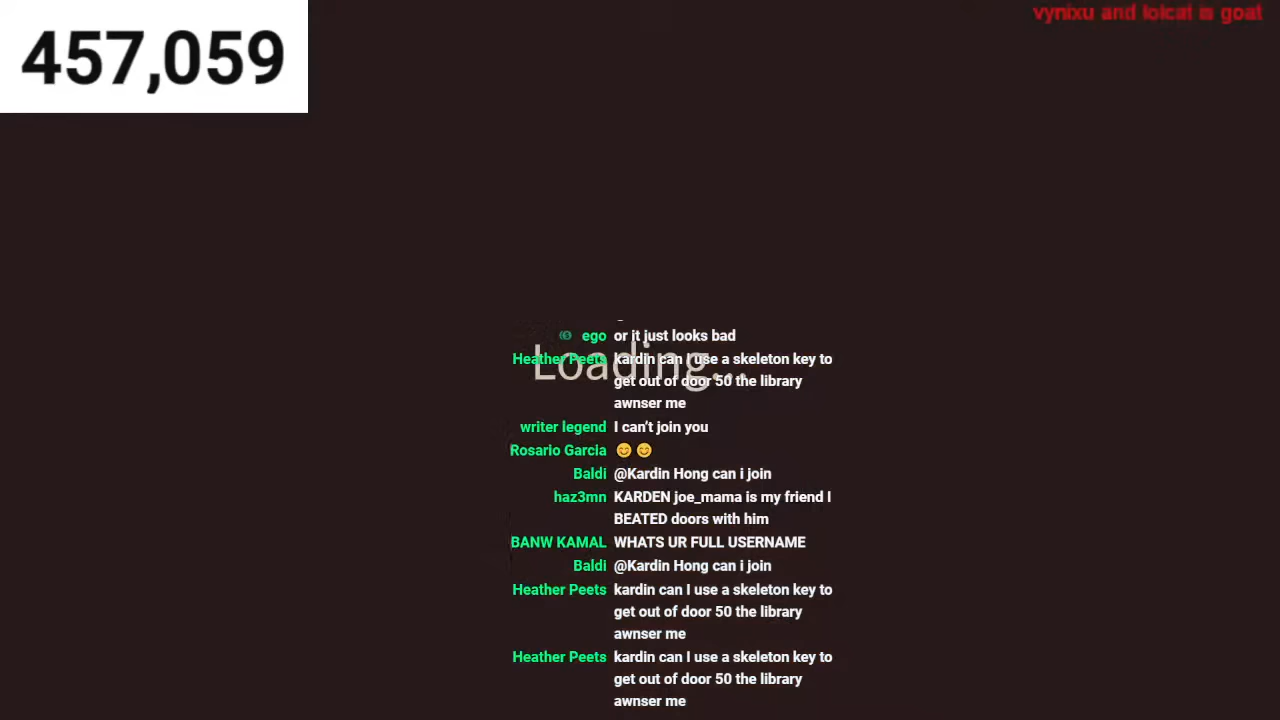 457,059
vynixu and lolcat is goat
ego or it just looks bad
Loading...
Heather Peets kardin can I use a skeleton key to
get out of door 50 the library
awnser me
writer legend I can't join you
Rosario Garcia 😊😊
Baldi @Kardin Hong can i join
haz3mn KARDEN joe_mama is my friend I
BEATED doors with him
BANW KAMAL WHATS UR FULL USERNAME
Baldi @Kardin Hong can i join
Heather Peets kardin can I use a skeleton key to
get out of door 50 the library
awnser me
Heather Peets kardin can I use a skeleton key to
get out of door 50 the library
awnser me